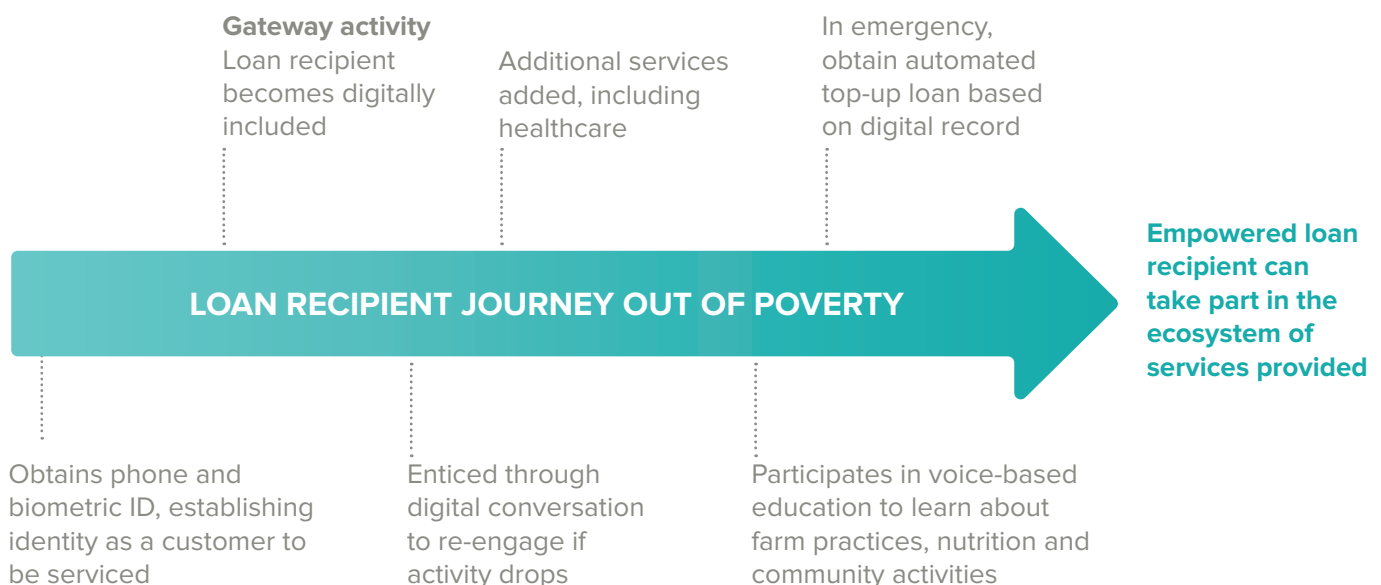 Gateway activity
Loan recipient
becomes digitally
included
Additional services
added, including
healthcare
In emergency,
obtain automated
top-up loan based
on digital record
LOAN RECIPIENT JOURNEY OUT OF POVERTY
Empowered loan
recipient can
take part in the
ecosystem of
services provided
Obtains phone and
biometric ID, establishing
identity as a customer to
be serviced
Enticed through
digital conversation
to re-engage if
activity drops
Participates in voice-based
education to learn about
farm practices, nutrition and
community activities